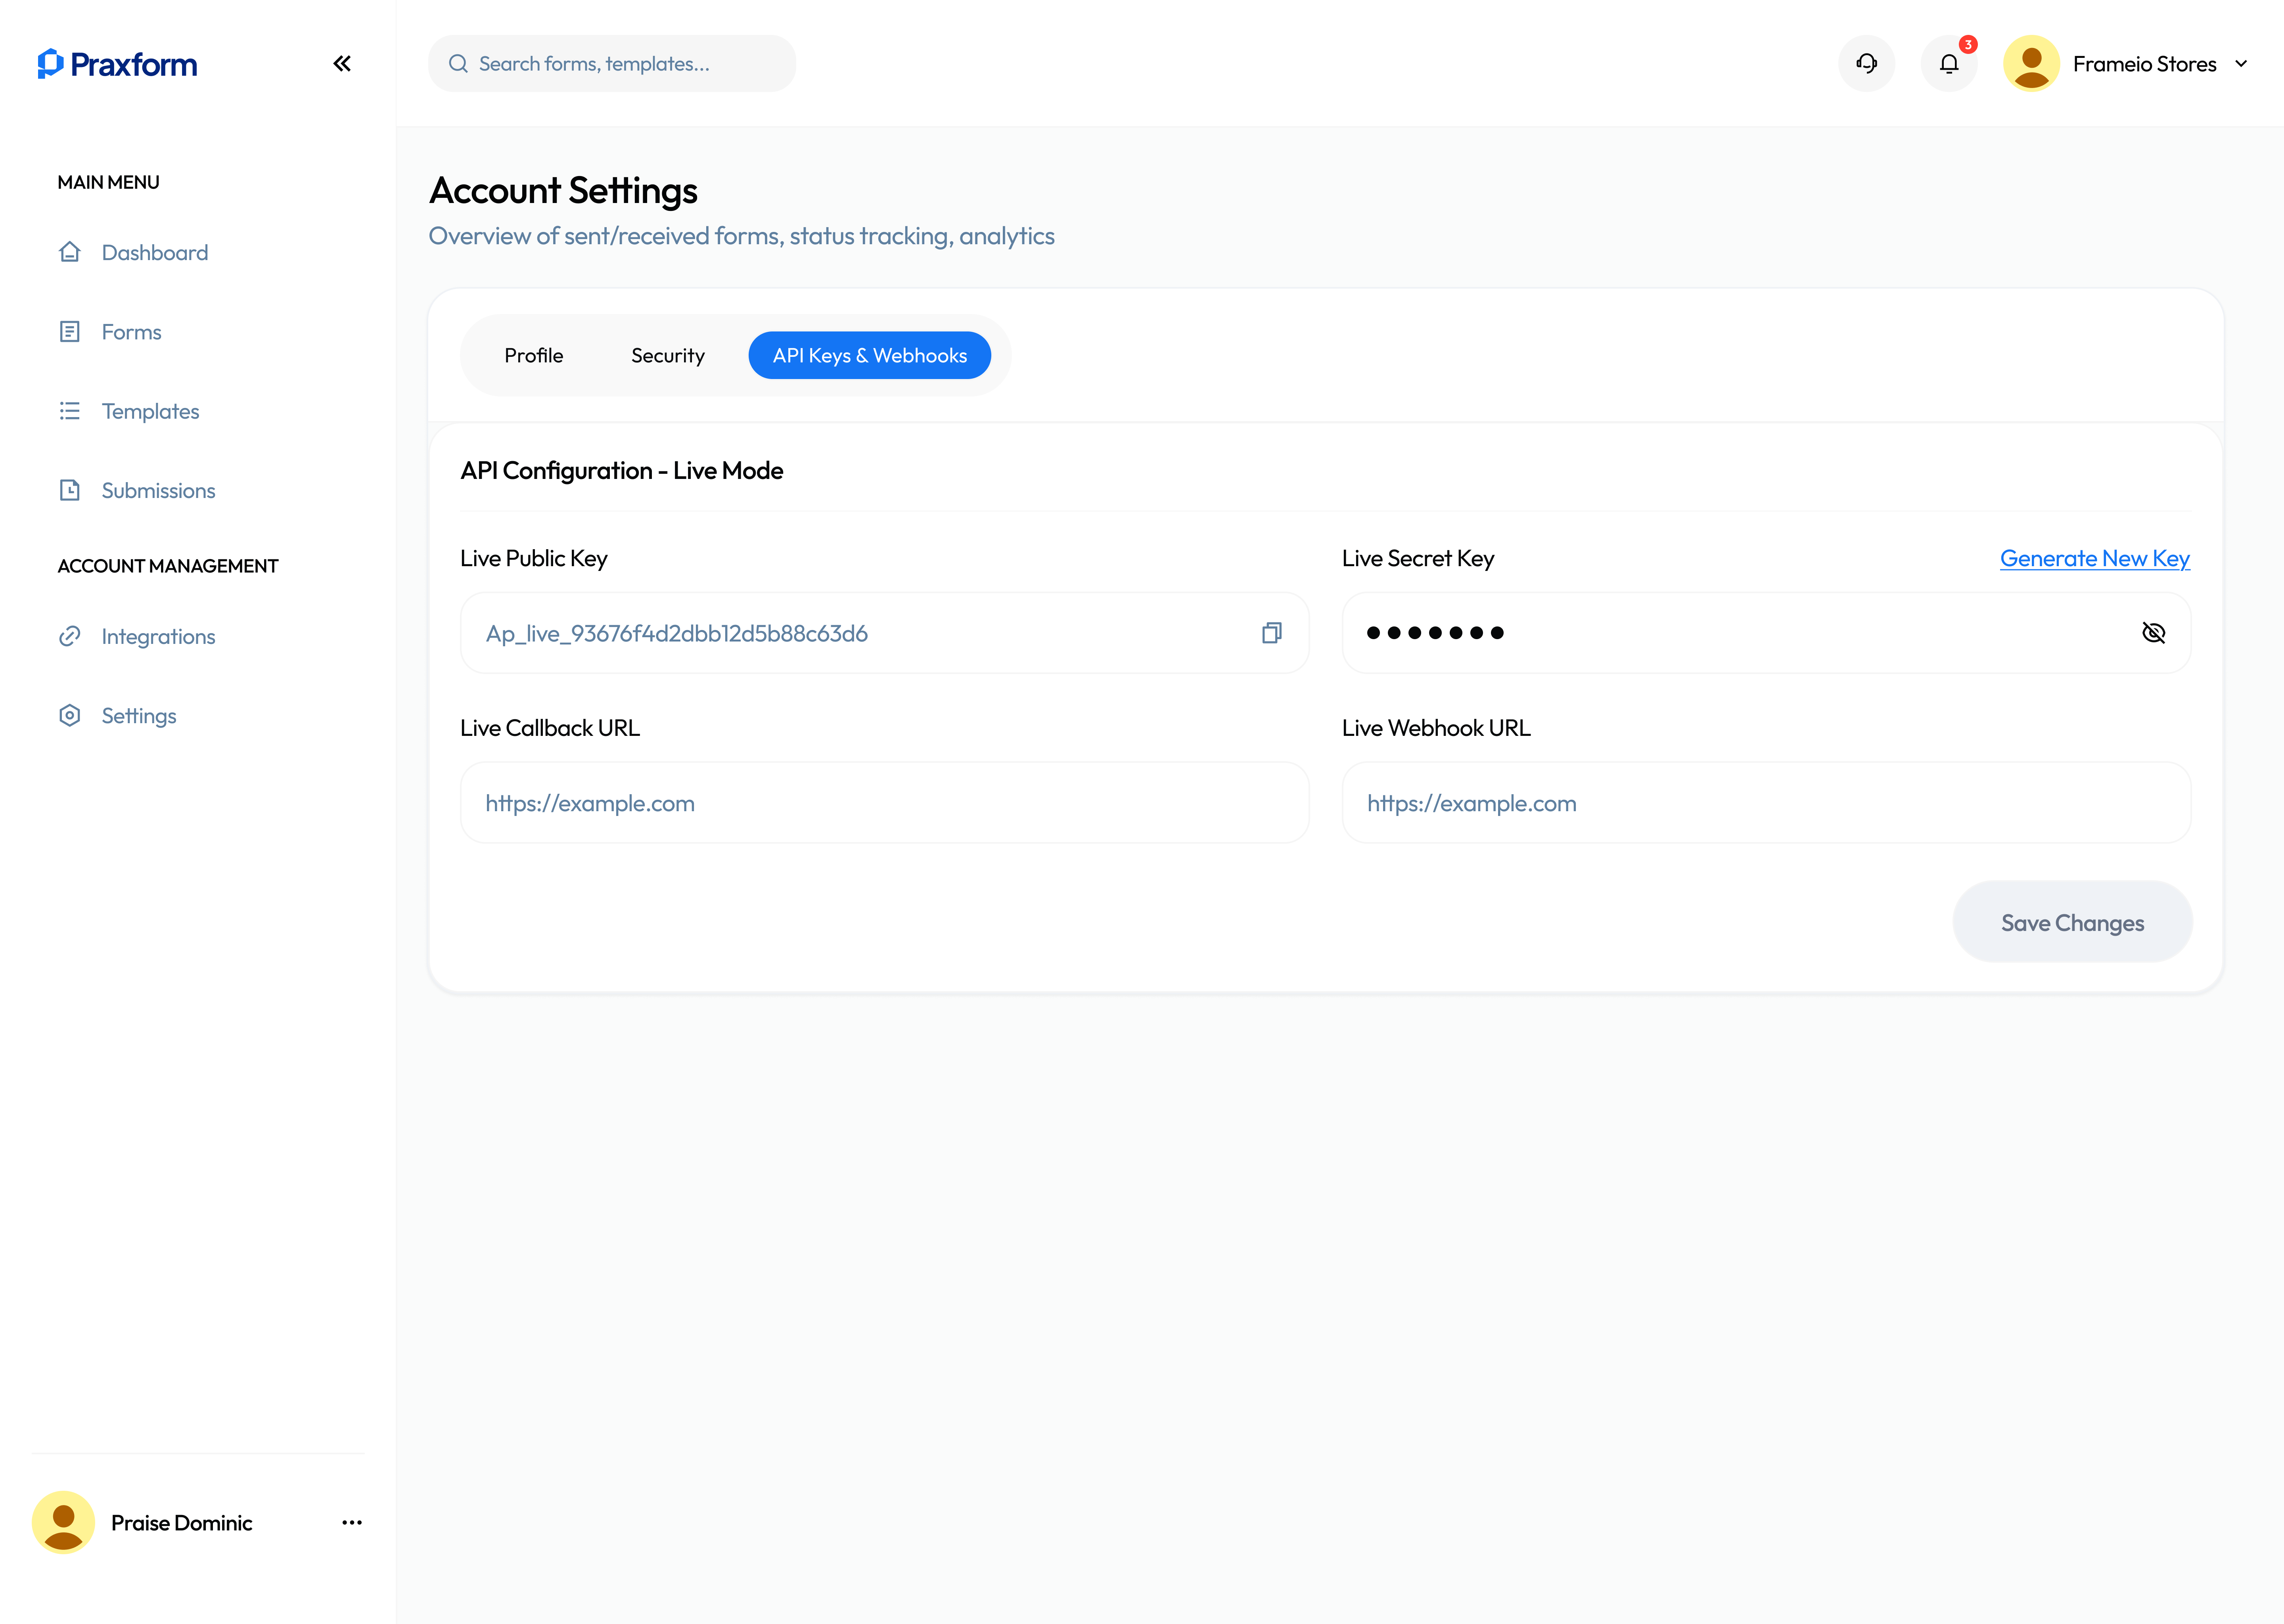 Praxform
Search forms, templates...
3
Frameio Stores
MAIN MENU
Dashboard
Forms
Templates
Submissions
ACCOUNT MANAGEMENT
Integrations
Settings
Praise Dominic
Account Settings
Overview of sent/received forms, status tracking, analytics
Profile
Security
API Keys & Webhooks
API Configuration - Live Mode
Live Public Key
Ap_live_93676f4d2dbb12d5b88c63d6
Live Secret Key
Generate New Key
Live Callback URL
https://example.com
Live Webhook URL
https://example.com
Save Changes